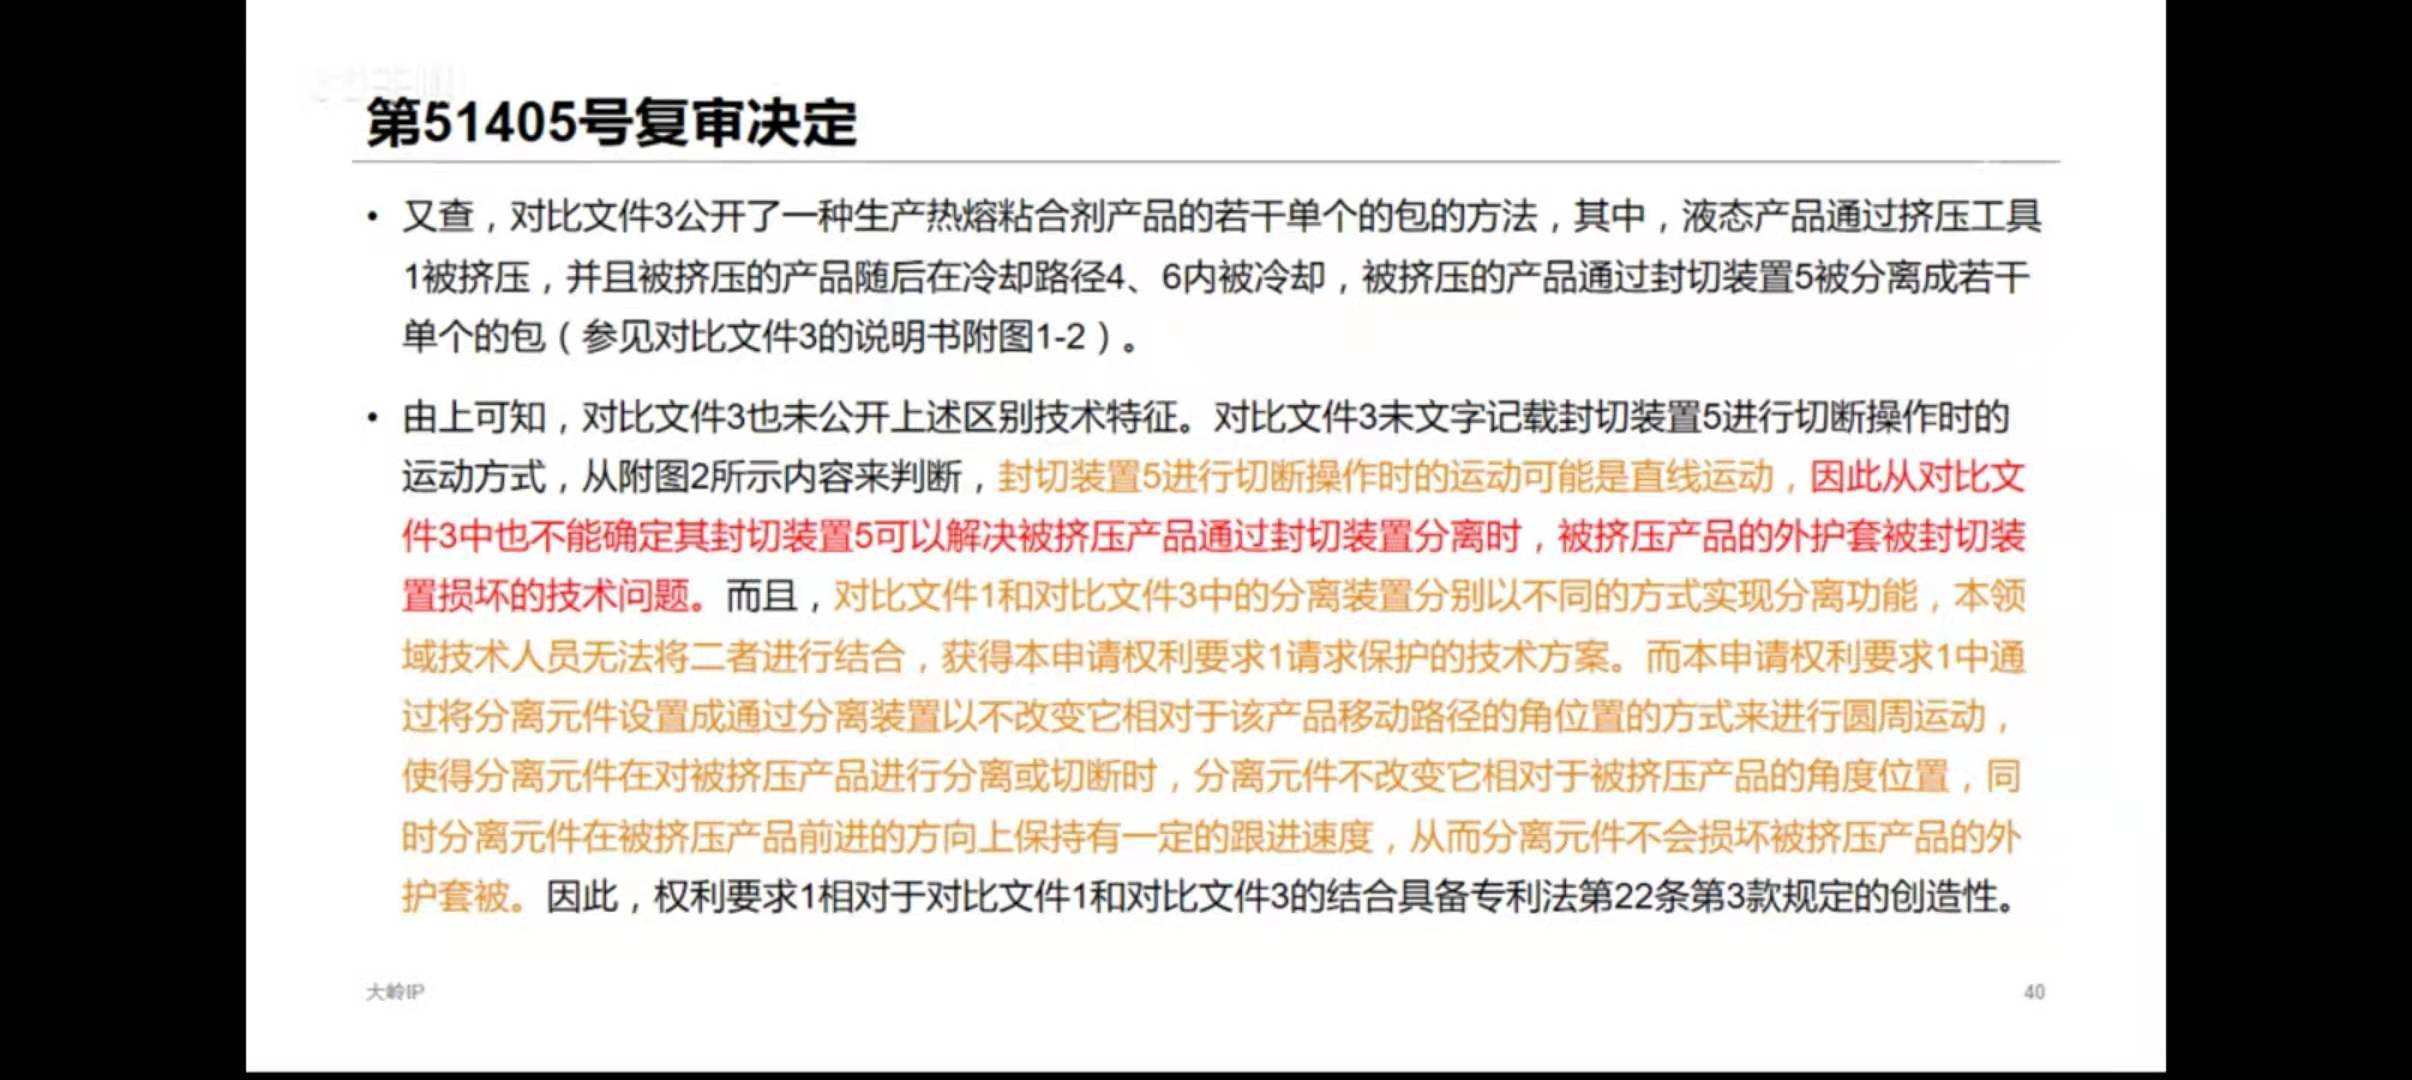 第51405号复审决定
• 又查，对比文件3公开了一种生产热熔粘合剂产品的若干单个的包的方法，其中，液态产品通过挤压工具
1被挤压，并且被挤压的产品随后在冷却路径4、6内被冷却，被挤压的产品通过封切装置5被分离成若干
单个的包（参见对比文件3的说明书附图1-2）。
• 由上可知，对比文件3也未公开上述区别技术特征。对比文件3未文字记载封切装置5进行切断操作时的
运动方式，从附图2所示内容来判断，封切装置5进行切断操作时的运动可能是直线运动，因此从对比文
件3中也不能确定其封切装置5可以解决被挤压产品通过封切装置分离时，被挤压产品的外护套被封切装
置损坏的技术问题。而且，对比文件1和对比文件3中的分离装置分别以不同的方式实现分离功能，本领
域技术人员无法将二者进行结合，获得本申请权利要求1请求保护的技术方案。而本申请权利要求1中通
过将分离元件设置成通过分离装置以不改变它相对于该产品移动路径的角位置的方式来进行圆周运动，
使得分离元件在对被挤压产品进行分离或切断时，分离元件不改变它相对于被挤压产品的角度位置，同
时分离元件在被挤压产品前进的方向上保持有一定的跟进速度，从而分离元件不会损坏被挤压产品的外
护套被。因此，权利要求1相对于对比文件1和对比文件3的结合具备专利法第22条第3款规定的创造性。
大岭IP
40